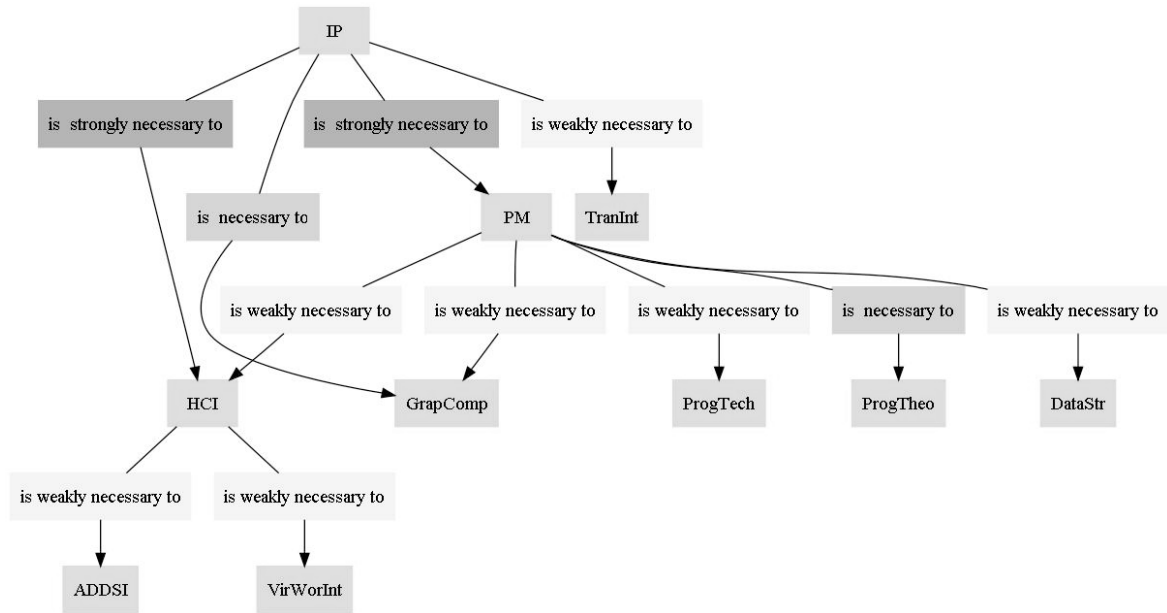 IP
is strongly necessary to
is strongly necessary to
is weakly necessary to
is necessary to
PM
TranInt
is weakly necessary to
is weakly necessary to
is weakly necessary to
is necessary to
is weakly necessary to
HCI
GrapComp
ProgTech
ProgTheo
DataStr
is weakly necessary to
is weakly necessary to
ADDSI
VirWorInt